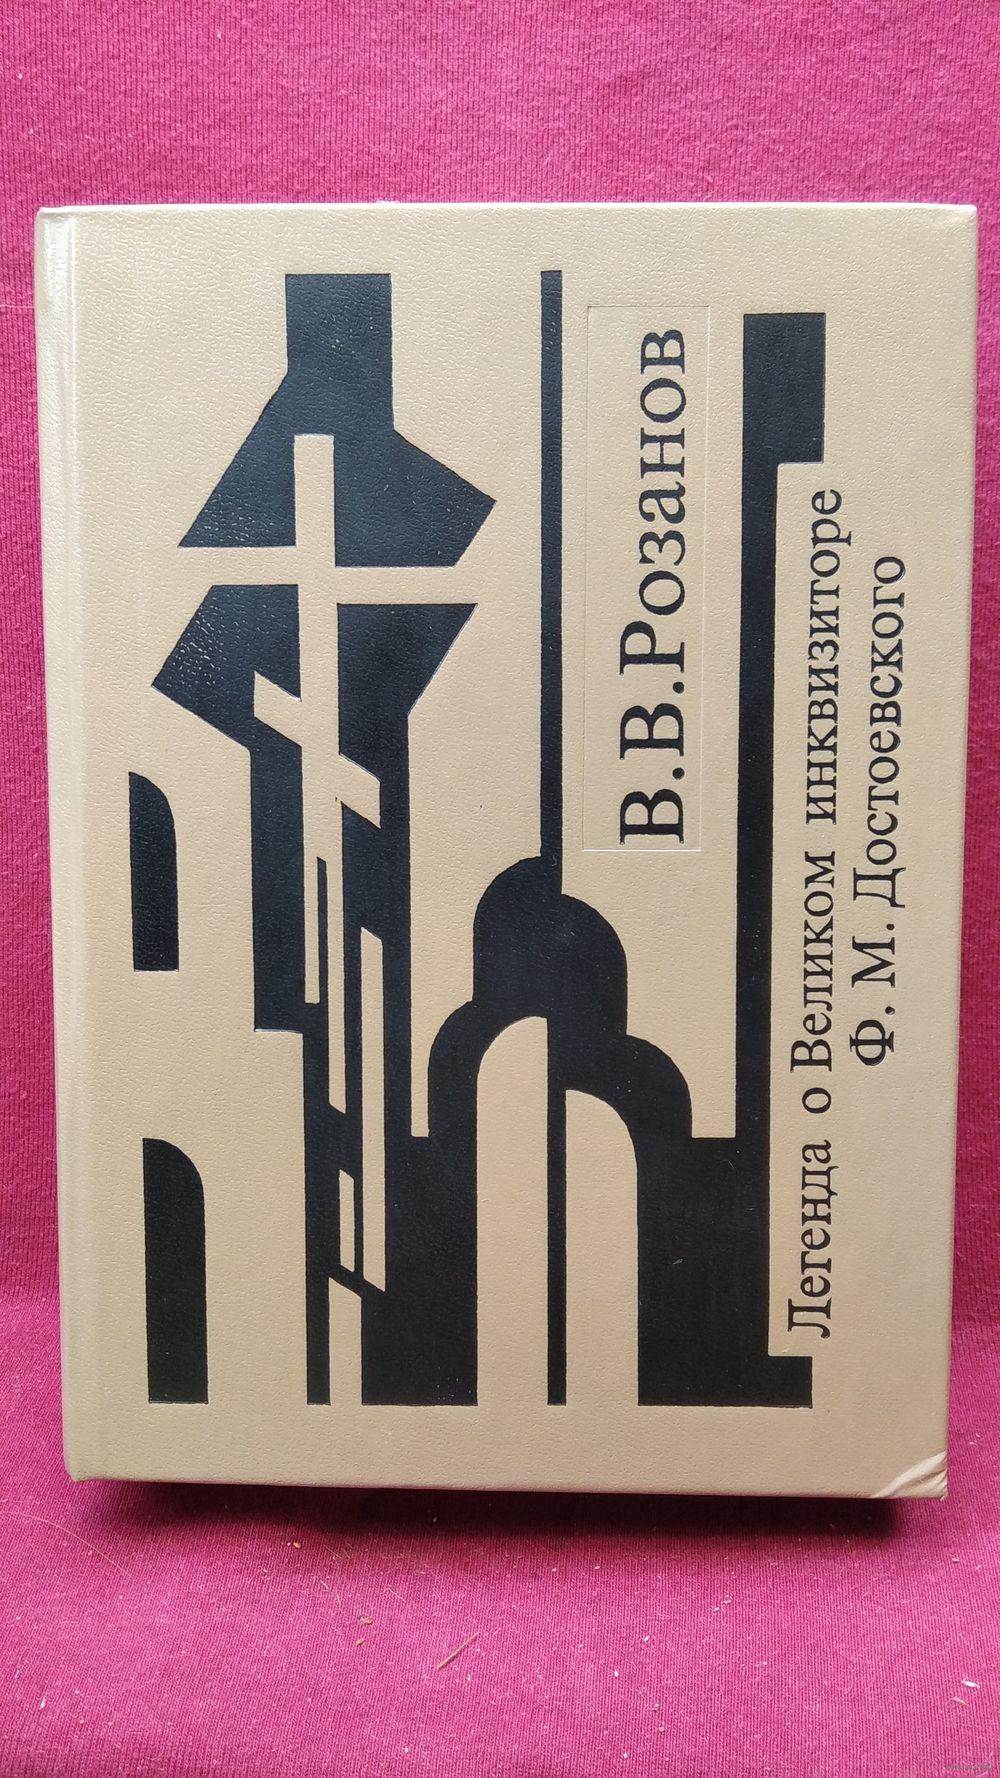 В.В.Розанов
Легенда о Великом инквизиторе
Ф. М. Достоевского